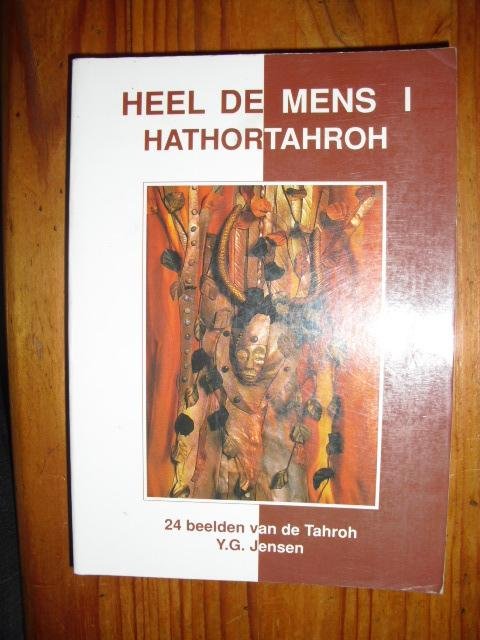 HEEL DE MENS I
HATHORTAHROH
24 beelden van de Tahroh
Y.G. Jensen